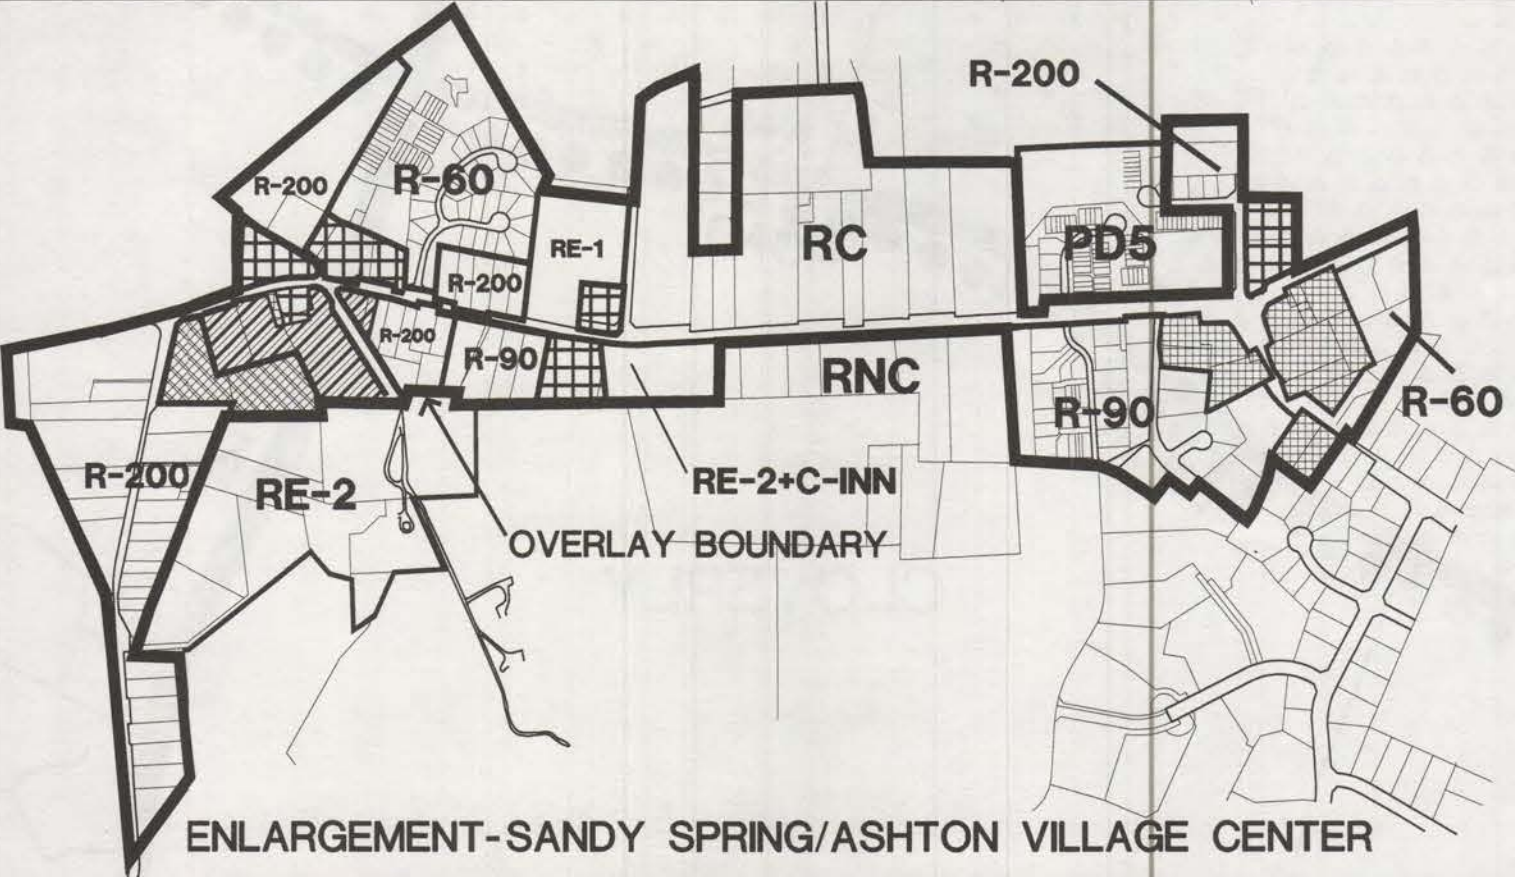 R-200
R-200
R-60
RE-1
RC
PD5
R-200
R-200
R-90
RNC
R-90
R-60
R-200
RE-2
RE-2+C-INN
OVERLAY BOUNDARY
ENLARGEMENT-SANDY SPRING/ASHTON VILLAGE CENTER